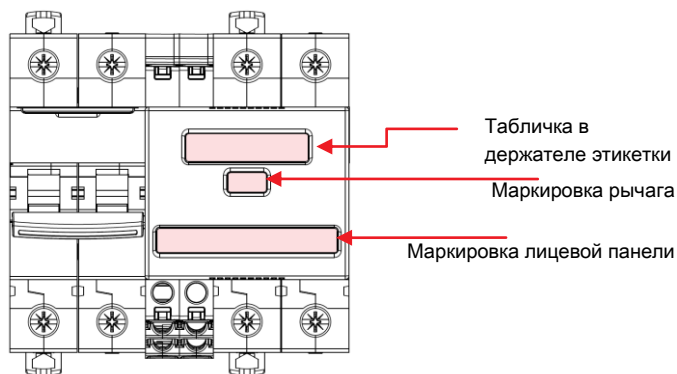 Табличка в
держателе этикетки
Маркировка рычага
Маркировка лицевой панели